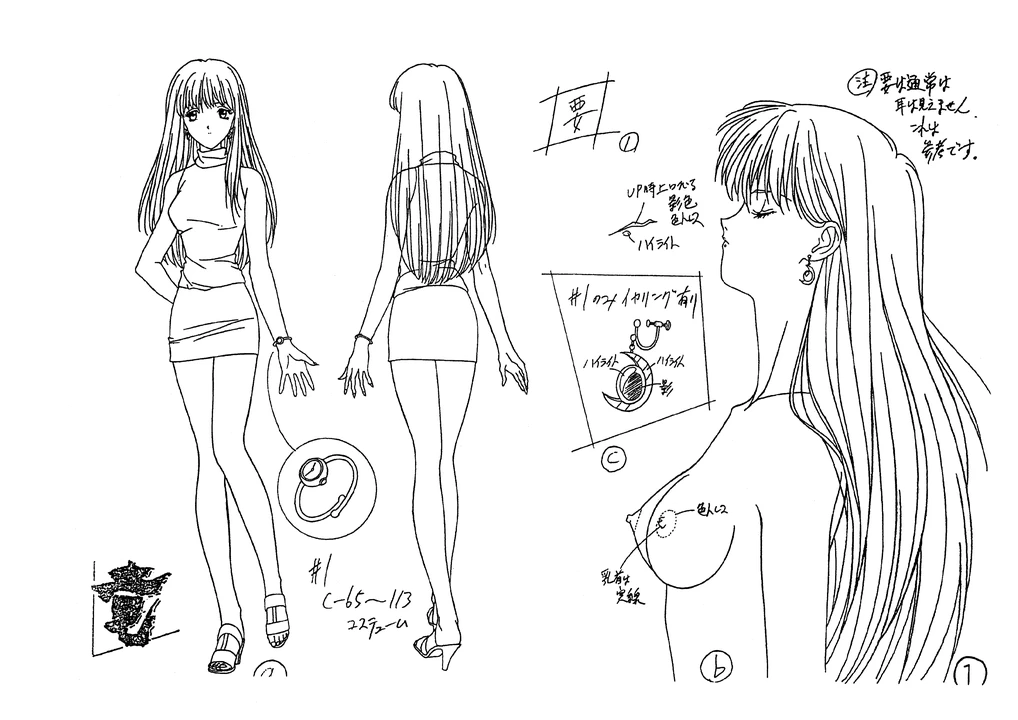 要
1
注 要は通常は
耳は見えません。
これは
参考です。
UP時上口れる
影色
色トレス
ハイライト
#1のみイヤリング有り
ハイライト
ハイライト
影
C
色トレス
乳首は
実線
#1
C-65〜113
コスチューム
a
b
1